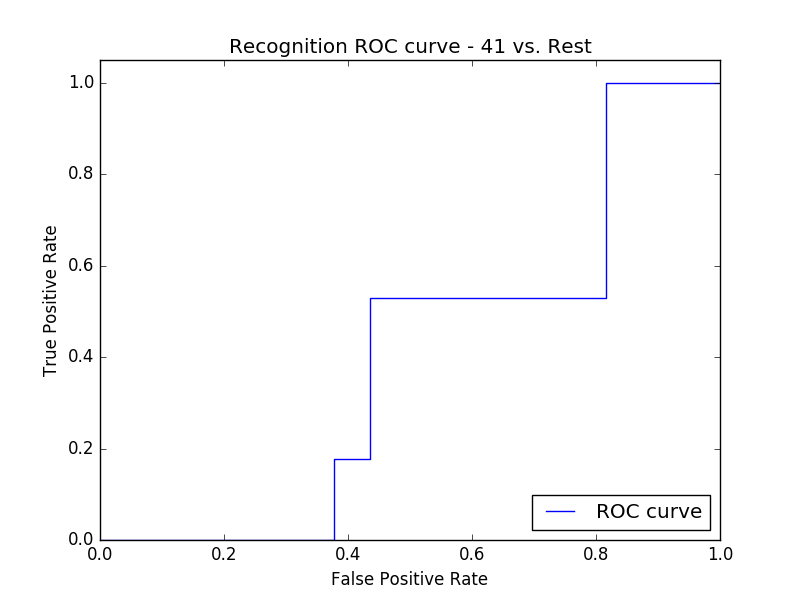 Recognition ROC curve - 41 vs. Rest
1.0
0.8
0.6
0.4
0.2
0.0
True Positive Rate
ROC curve
0.0 0.2 0.4 0.6 0.8 1.0
False Positive Rate